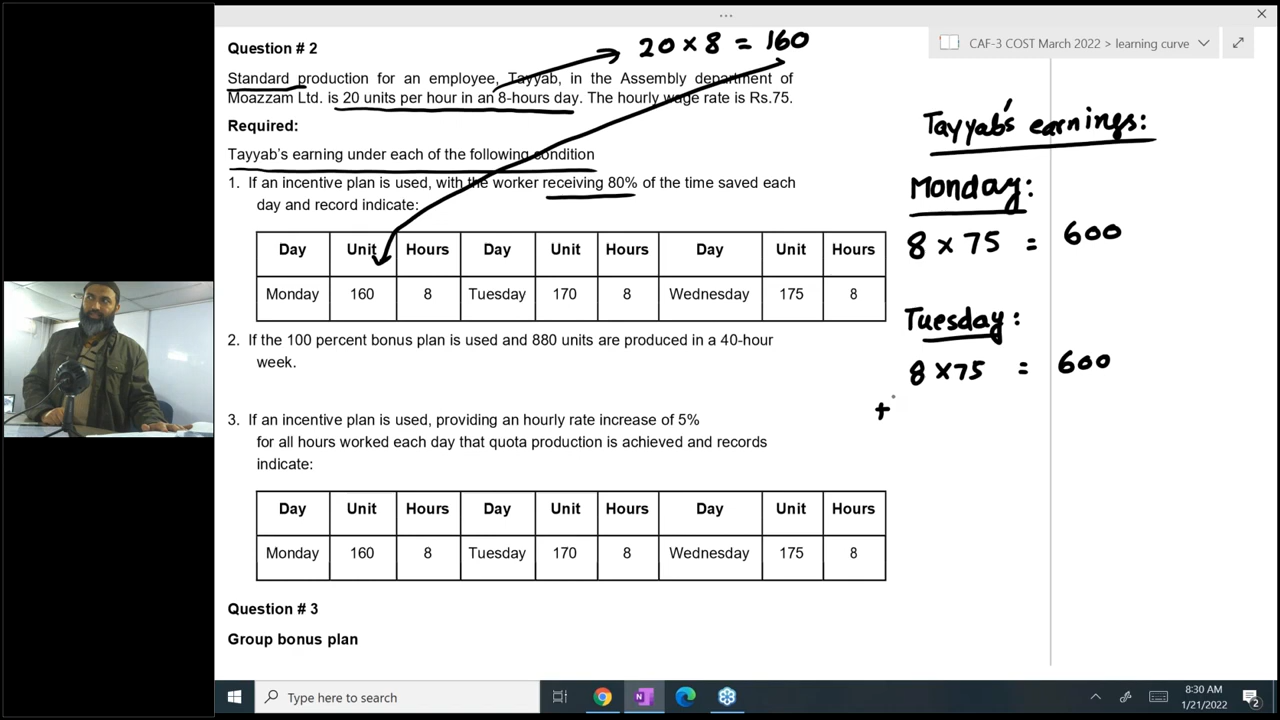 ...
Question # 2
20 × 8 = 160
CAF-3 COST March 2022 > learning curve
Standard production for an employee, Tayyab, in the Assembly department of
Moazzam Ltd. is 20 units per hour in an 8-hours day. The hourly wage rate is Rs.75.
Required:
Tayyab's earning under each of the following condition
1. If an incentive plan is used, with the worker receiving 80% of the time saved each
day and record indicate:
Day Unit Hours Day Unit Hours Day Unit Hours
Monday 160 8 Tuesday 170 8 Wednesday 175 8
2. If the 100 percent bonus plan is used and 880 units are produced in a 40-hour
week.
3. If an incentive plan is used, providing an hourly rate increase of 5%
for all hours worked each day that quota production is achieved and records
indicate:
Day Unit Hours Day Unit Hours Day Unit Hours
Monday 160 8 Tuesday 170 8 Wednesday 175 8
Question # 3
Group bonus plan
Tayyab's earnings:
Monday:
8 × 75 = 600
Tuesday:
8 × 75 = 600
+
Type here to search
8:30 AM
1/21/2022
2